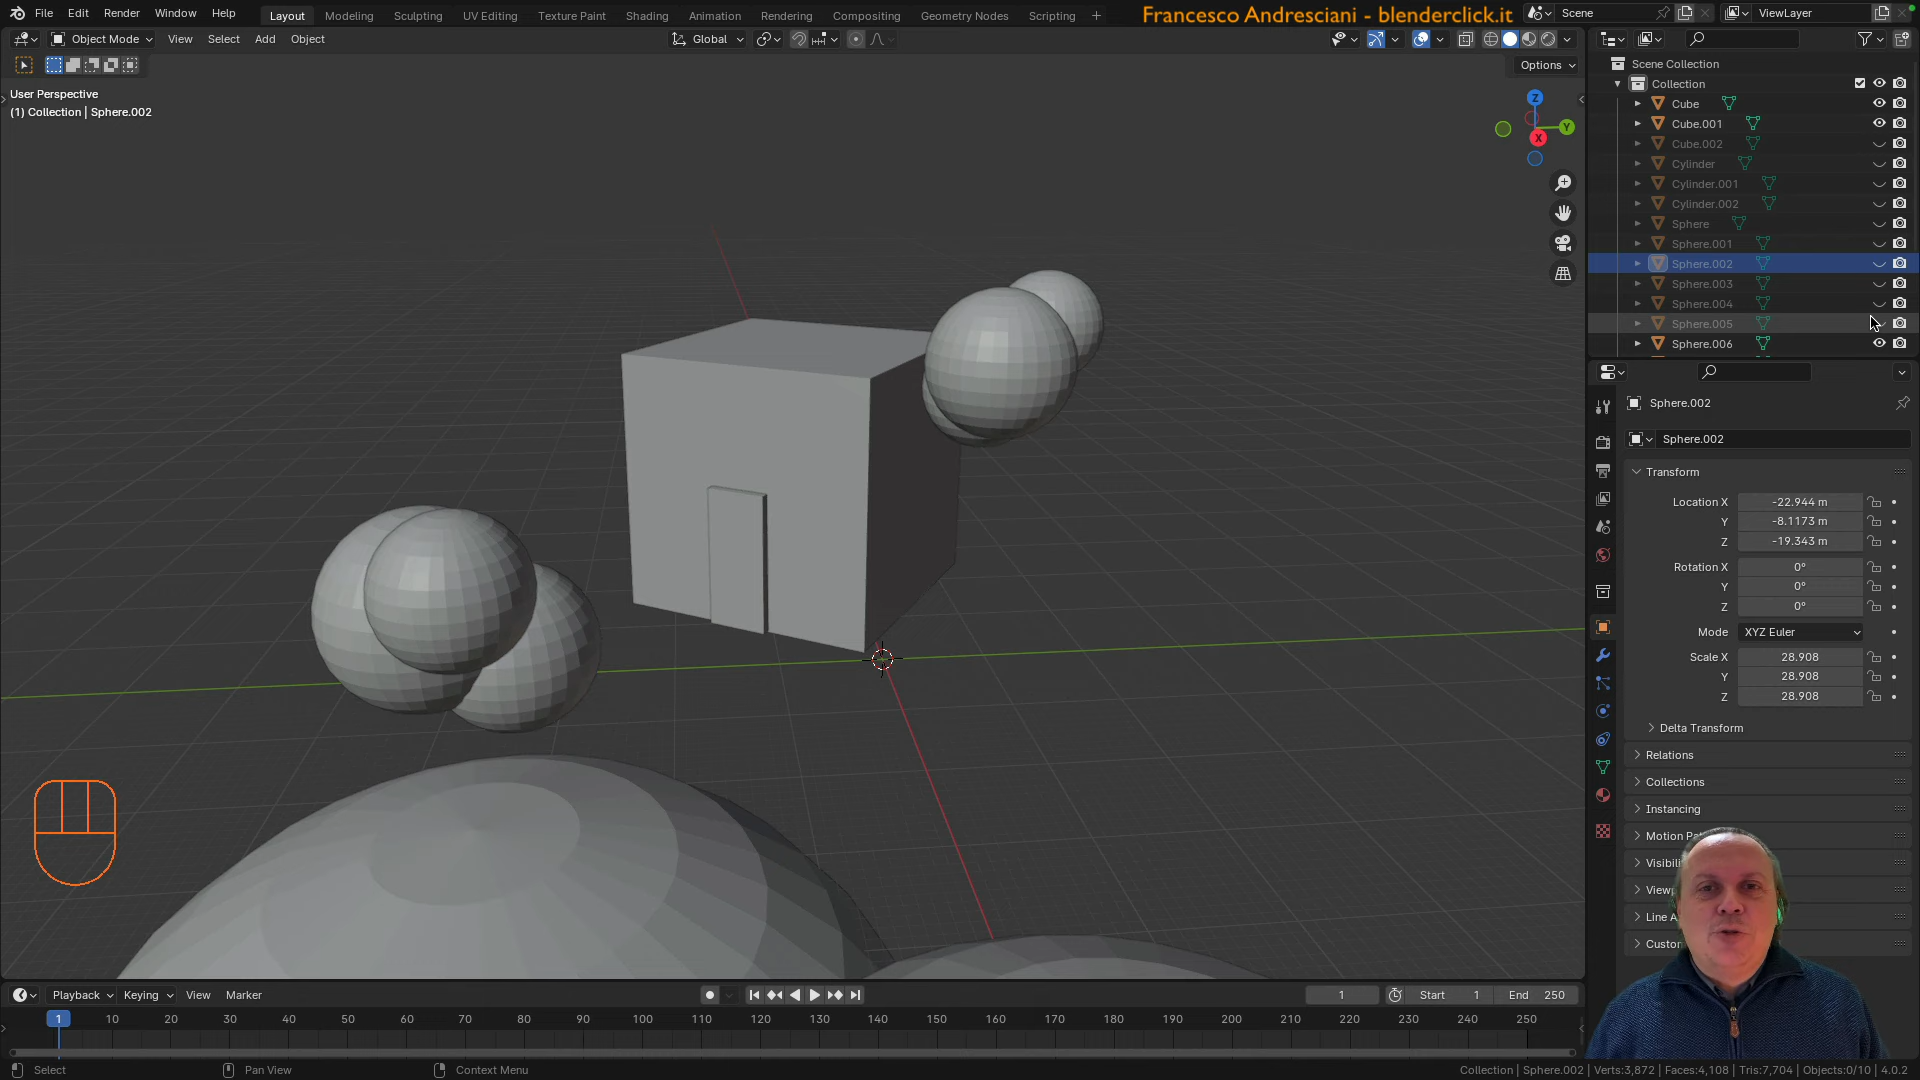 File Edit Render Window Help
Layout Modeling Sculpting UV Editing Texture Paint Shading Animation Rendering Compositing Geometry Nodes Scripting +
Francesco Andresciani - blenderclick.it
Scene
ViewLayer
Object Mode View Select Add Object
Global
Options
User Perspective
(1) Collection | Sphere.002
Z
Y
X
Scene Collection
Collection
Cube
Cube.001
Cube.002
Cylinder
Cylinder.001
Cylinder.002
Sphere
Sphere.001
Sphere.002
Sphere.003
Sphere.004
Sphere.005
Sphere.006
Sphere.002
Sphere.002
Transform
Location X -22.944 m
Y -8.1173 m
Z -19.343 m
Rotation X 0°
Y 0°
Z 0°
Mode XYZ Euler
Scale X 28.908
Y 28.908
Z 28.908
Delta Transform
Relations
Collections
Instancing
Motion Pa
Visibili
View
Line A
Custo
Playback Keying View Marker
1 Start 1 End 250
1 10 20 30 40 50 60 70 80 90 100 110 120 130 140 150 160 170 180 190 200 210 220 230 240 250
Select Pan View Context Menu
Collection | Sphere.002 | Verts:3,872 | Faces:4,108 | Tris:7,704 | Objects:0/10 | 4.0.2